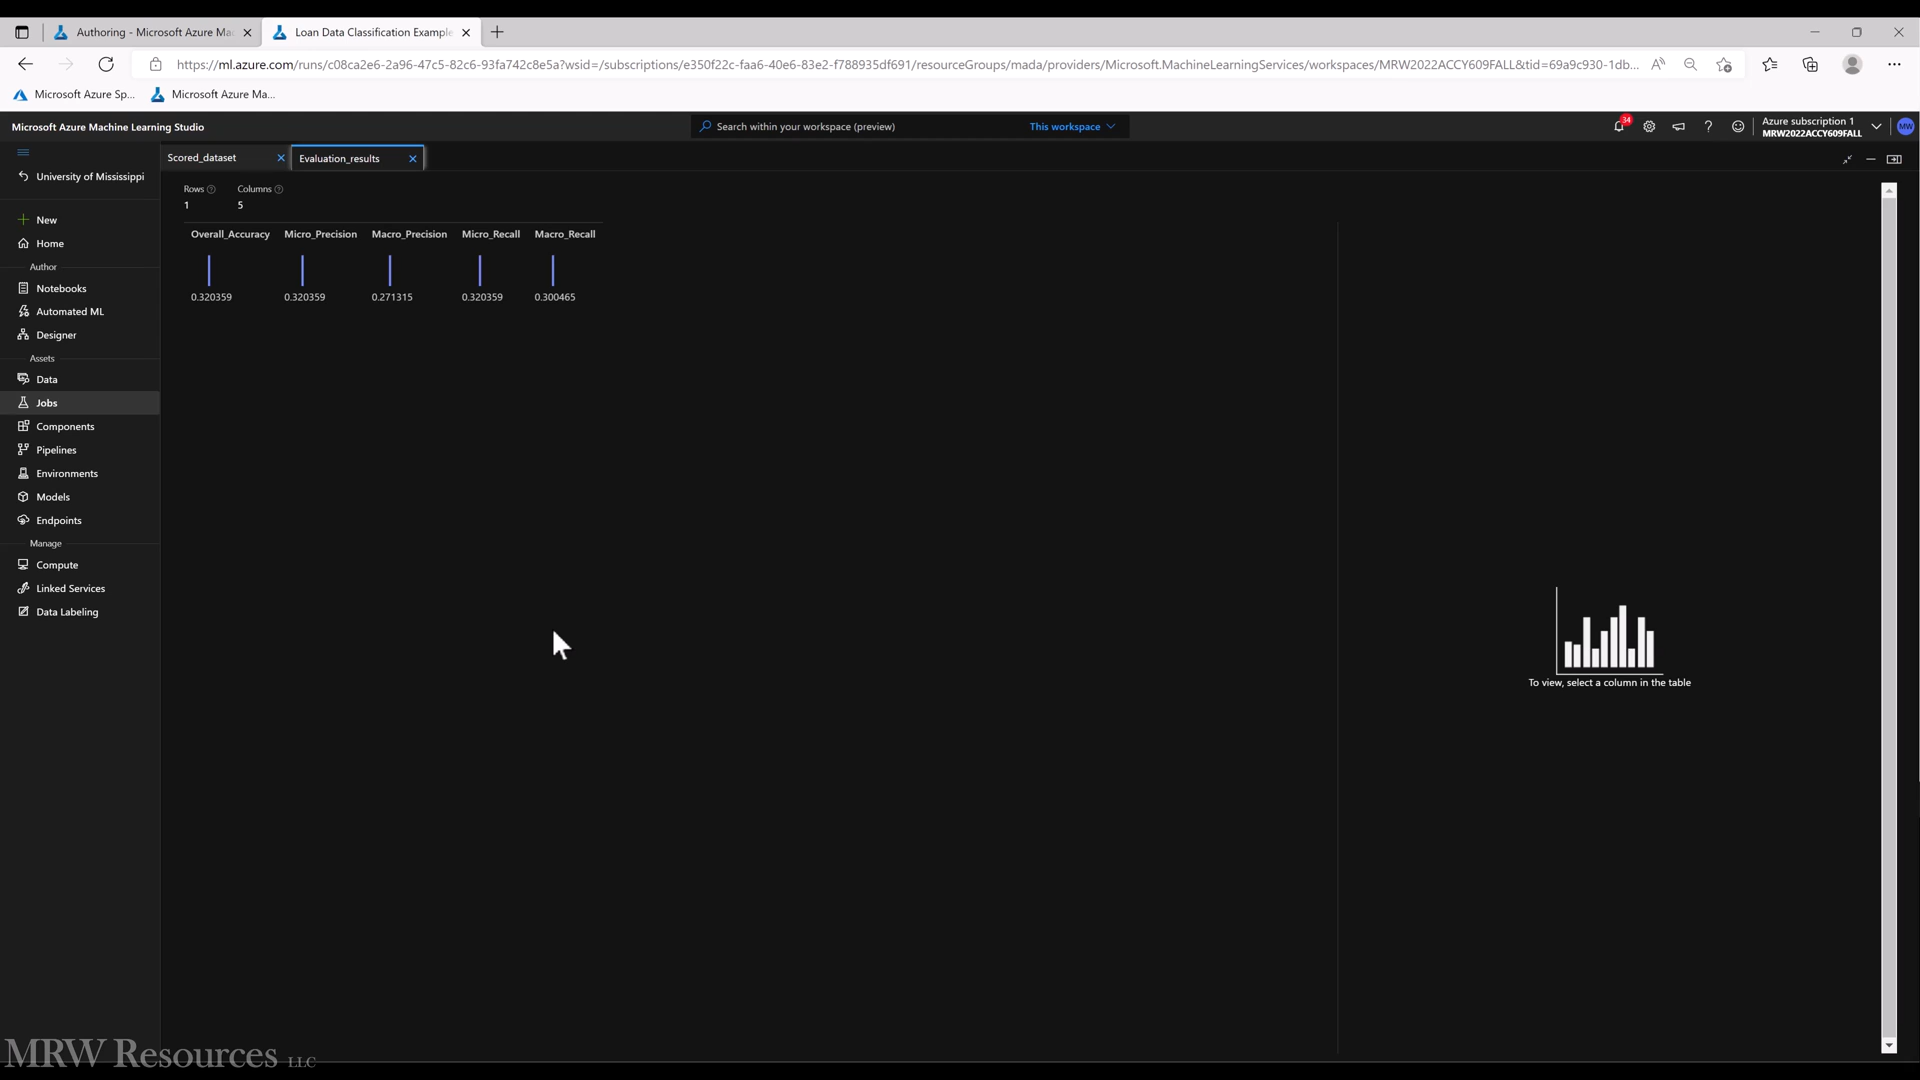 Authoring - Microsoft Azure Mac
Loan Data Classification Example
https://ml.azure.com/runs/c08ca2e6-2a96-47c5-82c6-93fa742c8e5a?wsid=/subscriptions/e350f22c-faa6-40e6-83e2-f788935df691/resourceGroups/mada/providers/Microsoft.MachineLearningServices/workspaces/MRW2022ACCY609FALL&tid=69a9c930-1db...
Microsoft Azure Sp...
Microsoft Azure Ma...
Microsoft Azure Machine Learning Studio
Search within your workspace (preview)
This workspace
34
Azure subscription 1
MRW2022ACCY609FALL
MW
University of Mississippi
New
Home
Author
Notebooks
Automated ML
Designer
Assets
Data
Jobs
Components
Pipelines
Environments
Models
Endpoints
Manage
Compute
Linked Services
Data Labeling
Scored_dataset
Evaluation_results
Rows Columns
1 5
Overall_Accuracy Micro_Precision Macro_Precision Micro_Recall Macro_Recall
0.320359 0.320359 0.271315 0.320359 0.300465
To view, select a column in the table
MRW Resources LLC